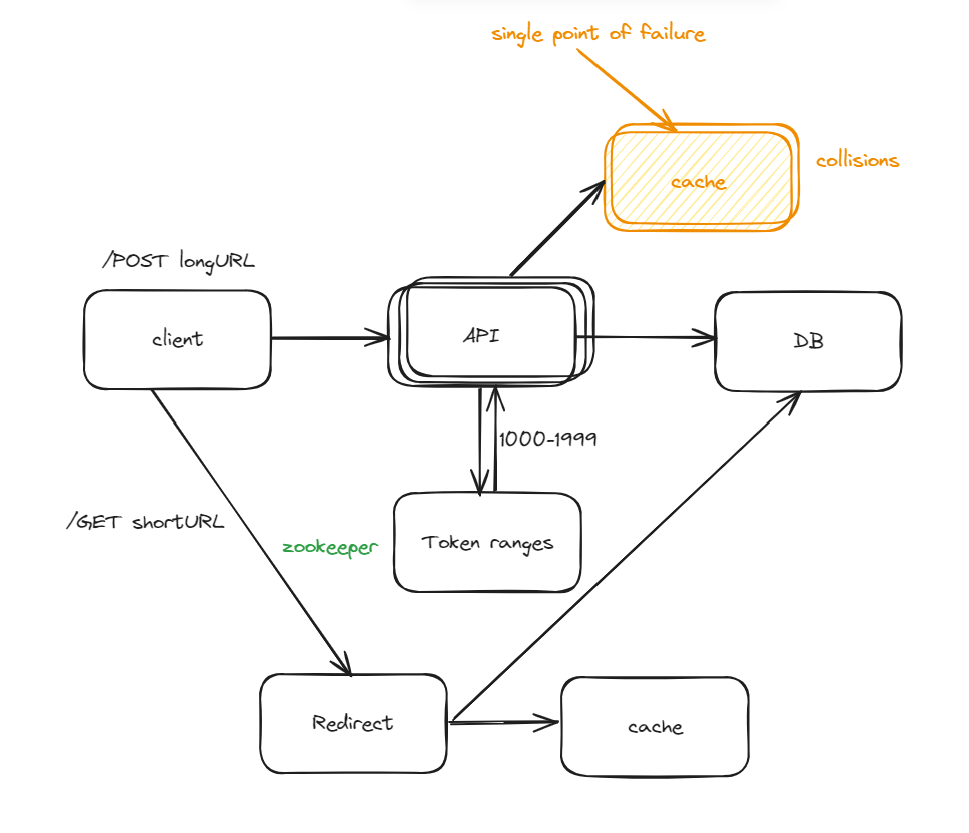 single point of failure
cache
collisions
/POST longURL
client
API
DB
1000-1999
/GET shortURL
zookeeper
Token ranges
Redirect
cache